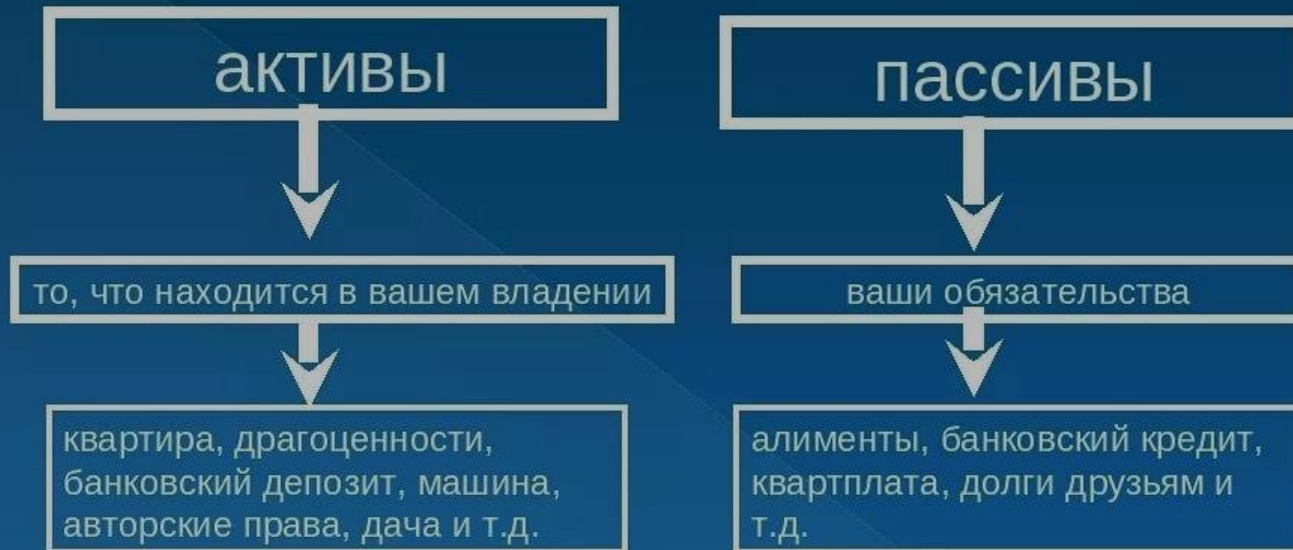 активы
то, что находится в вашем владении
квартира, драгоценности,
банковский депозит, машина,
авторские права, дача и т.д.
пассивы
ваши обязательства
алименты, банковский кредит,
квартплата, долги друзьям и
т.д.